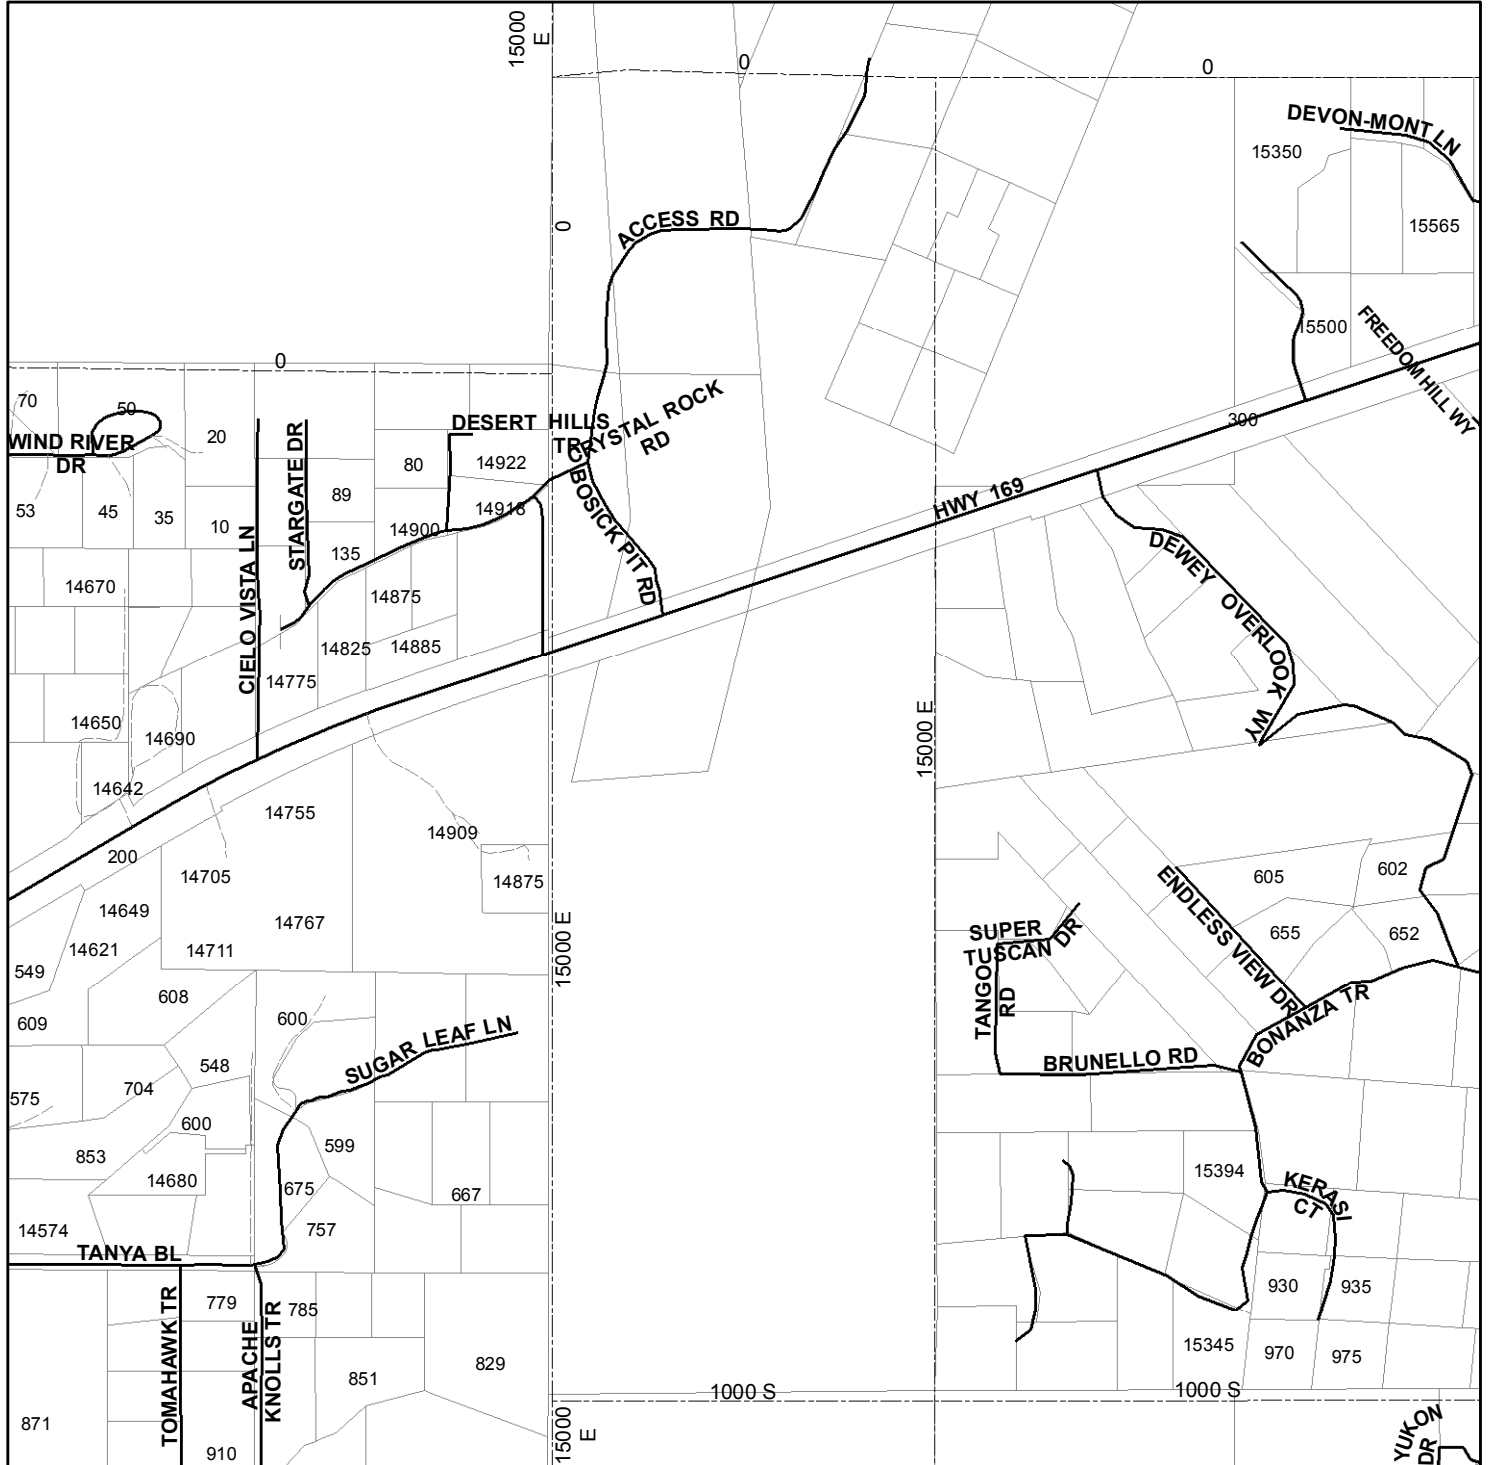 15000
E
0
0
DEVON-MONT LN
15350
15565
ACCESS RD
0
15500
FREEDOM HILL WY
0
300
70
50
20
WIND RIVER
DR
STARGATE DR
80
DESERT HILLS
TR
CRYSTAL ROCK
RD
14922
14918
BOSICK PIT RD
HWY 169
53
45
35
10
89
135
14900
CIELO VISTA LN
14670
14875
14825
14885
14775
DEWEY OVERLOOK WY
14650
14690
14642
15000 E
14755
14909
200
14705
14875
14649
14767
14621
14711
549
15000 E
605
602
ENDLESS VIEW DR
655
652
SUPER
TUSCAN DR
TANGO
RD
BONANZA TR
BRUNELLO RD
608
609
600
SUGAR LEAF LN
548
575
704
600
599
853
14680
675
667
14574
757
15394
KERASI
CT
TANYA BL
TOMAHAWK TR
779
785
APACHE
KNOLLS TR
930
935
15345
970
975
829
851
1000 S
1000 S
871
910
15000
E
YUKON
DR